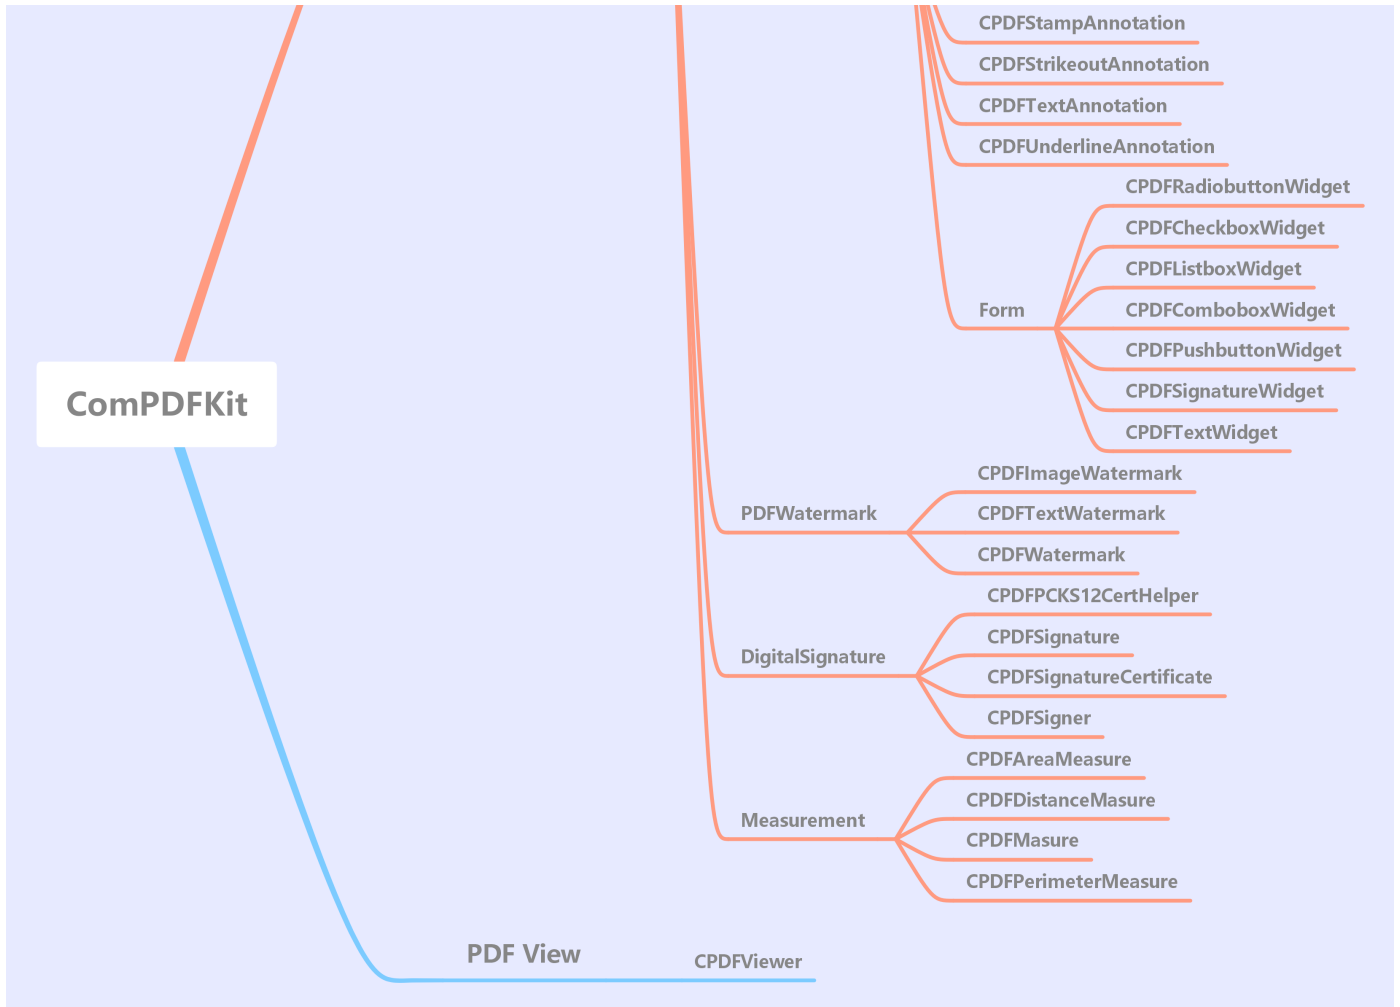 CPDFStampAnnotation
CPDFStrikeoutAnnotation
CPDFTextAnnotation
CPDFUnderlineAnnotation
CPDFRadiobuttonWidget
CPDFCheckboxWidget
CPDFListboxWidget
Form
CPDFComboboxWidget
CPDFPushbuttonWidget
CPDFSignatureWidget
CPDFTextWidget
ComPDFKit
CPDFImageWatermark
PDFWatermark
CPDFTextWatermark
CPDFWatermark
CPDFPCKS12CertHelper
CPDFSignature
DigitalSignature
CPDFSignatureCertificate
CPDFSigner
CPDFAreaMeasure
CPDFDistanceMasure
Measurement
CPDFMasure
CPDFPerimeterMeasure
PDF View
CPDFViewer